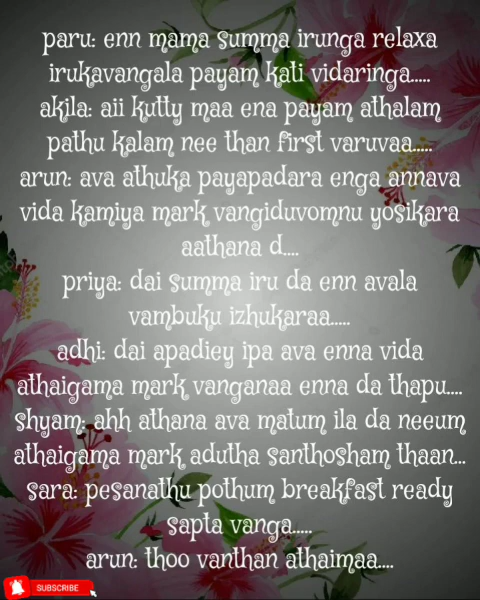 paru: enn mama summa irunga relaxa
irukavangala payam kati vidaringa.....
akila: aii kutty maa ena payam athalam
pathu kalam nee than first varuvaa.....
arun: ava athuka payapadara enga annava
vida kamiya mark vangiduvomnu yosikara
aathana d....
priya: dai summa iru da enn avala
vambuku izhukaraa.....
adhi: dai apadiey ipa ava enna vida
athaigama mark vanganaa enna da thapu....
shyam: ahh athana ava matum ila da neeum
athaigama mark adutha santhosham thaan...
sara: pesanathu pothum breakfast ready
sapta vanga.....
arun: thoo vanthan athaimaa....
SUBSCRIBE